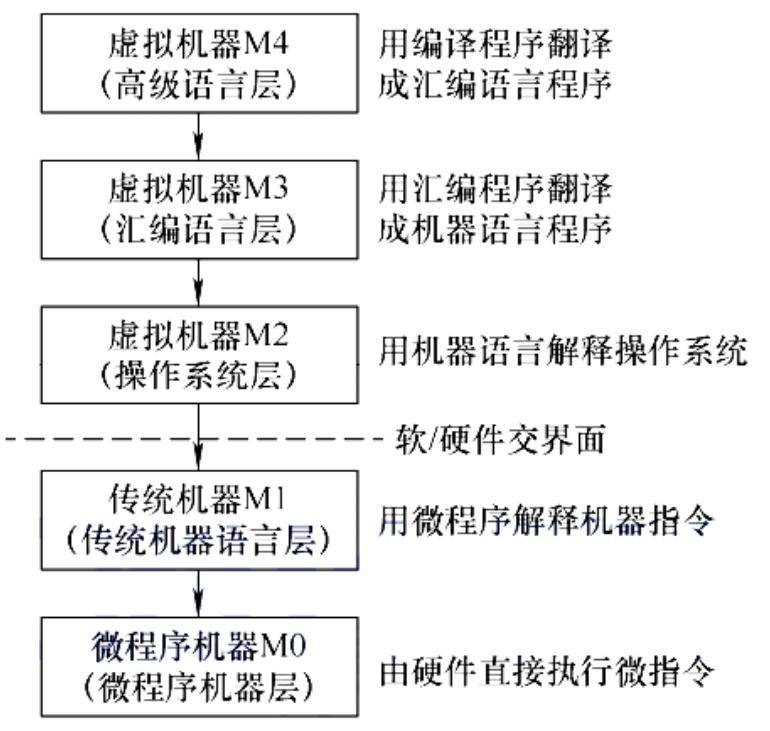 虚拟机器M4
(高级语言层)
用编译程序翻译
成汇编语言程序
虚拟机器M3
(汇编语言层)
用汇编程序翻译
成机器语言程序
虚拟机器M2
(操作系统层)
用机器语言解释操作系统
软/硬件交界面
传统机器M1
(传统机器语言层)
用微程序解释机器指令
微程序机器M0
(微程序机器层)
由硬件直接执行微指令